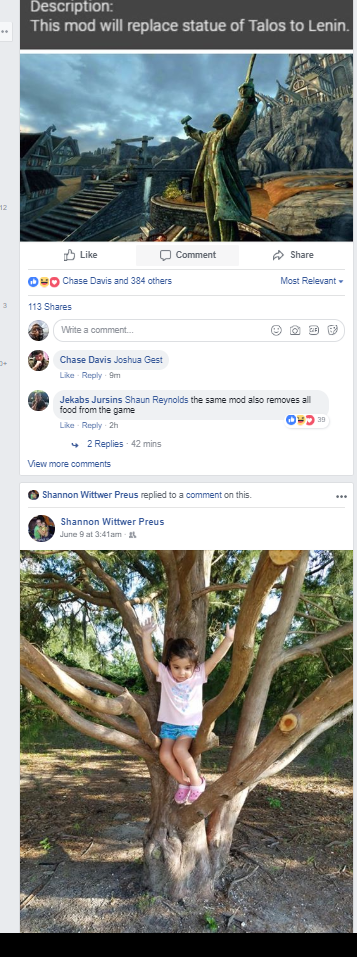 Description:
This mod will replace statue of Talos to Lenin.
12
Like Comment Share
Chase Davis and 384 others Most Relevant
3
113 Shares
Write a comment...
Chase Davis Joshua Gest
Like · Reply · 9m
Jekabs Jursins Shaun Reynolds the same mod also removes all
food from the game
39
Like · Reply · 2h
2 Replies · 42 mins
View more comments
Shannon Wittwer Preus replied to a comment on this.
Shannon Wittwer Preus
June 9 at 3:41am ·